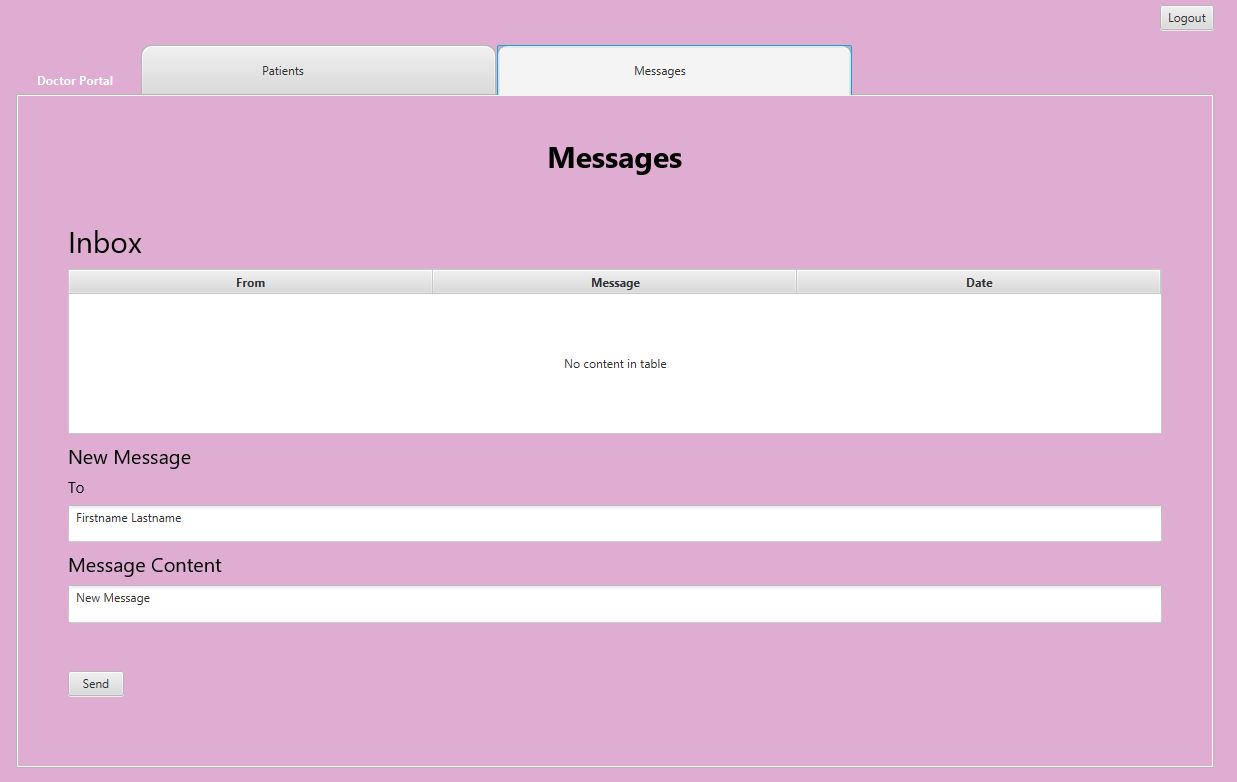 Logout
Doctor Portal
Patients
Messages
Messages
Inbox
From Message Date
No content in table
New Message
To
Firstname Lastname
Message Content
New Message
Send